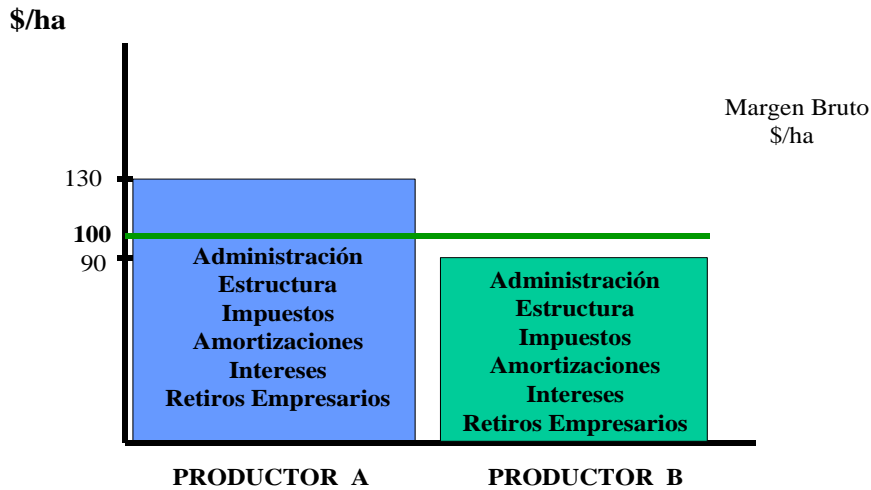 $/ha
Margen Bruto
$/ha
130
100
90
Administración
Estructura
Impuestos
Amortizaciones
Intereses
Retiros Empresarios
Administración
Estructura
Impuestos
Amortizaciones
Intereses
Retiros Empresarios
PRODUCTOR A
PRODUCTOR B